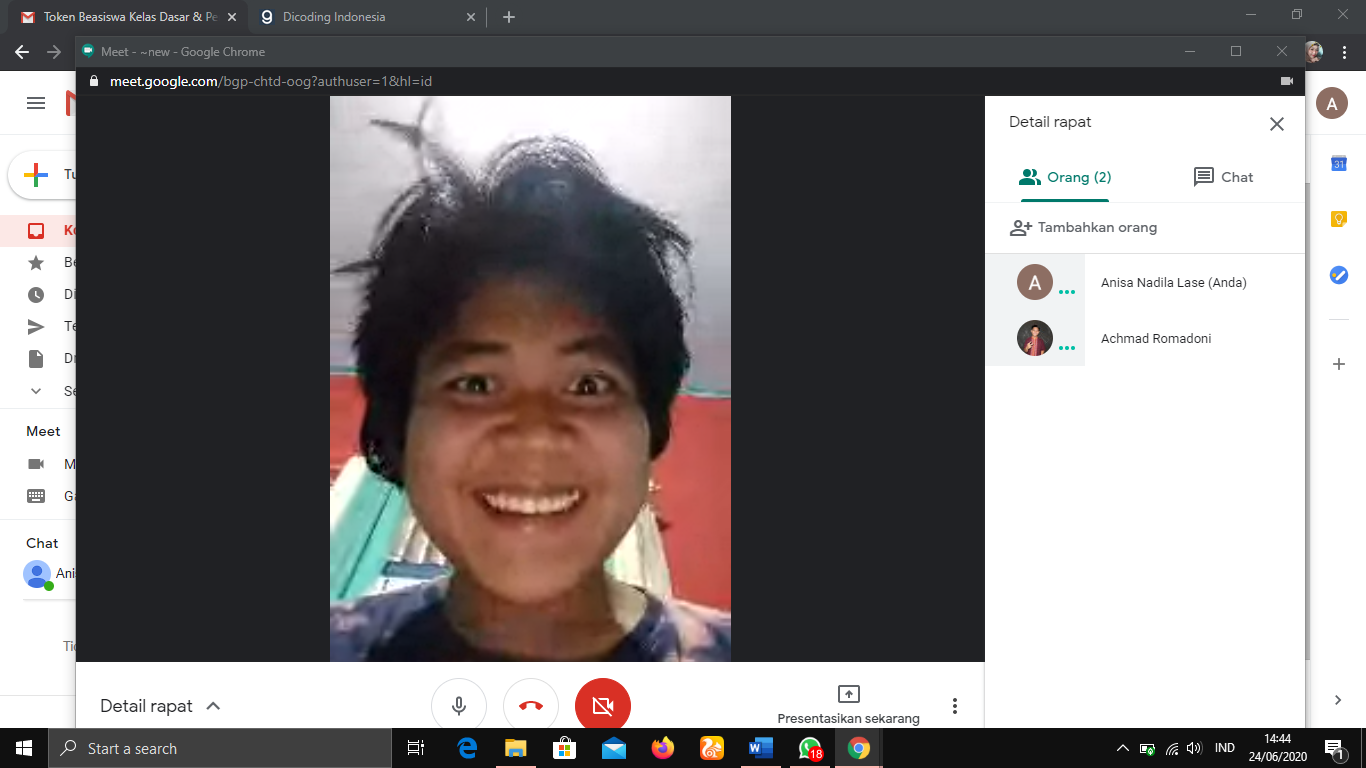 Token Beasiswa Kelas Dasar & Pe
Dicoding Indonesia
Meet - ~new - Google Chrome
meet.google.com/bgp-chtd-oog?authuser=1&hl=id
Detail rapat
Orang (2)
Chat
Tambahkan orang
A
Anisa Nadila Lase (Anda)
Achmad Romadoni
A
31
Tu
Ko
Be
Di
Te
Dr
Se
Meet
M
Ga
Chat
Ani
Tid
Detail rapat
Presentasikan sekarang
Start a search
18
IND
14:44
24/06/2020
1